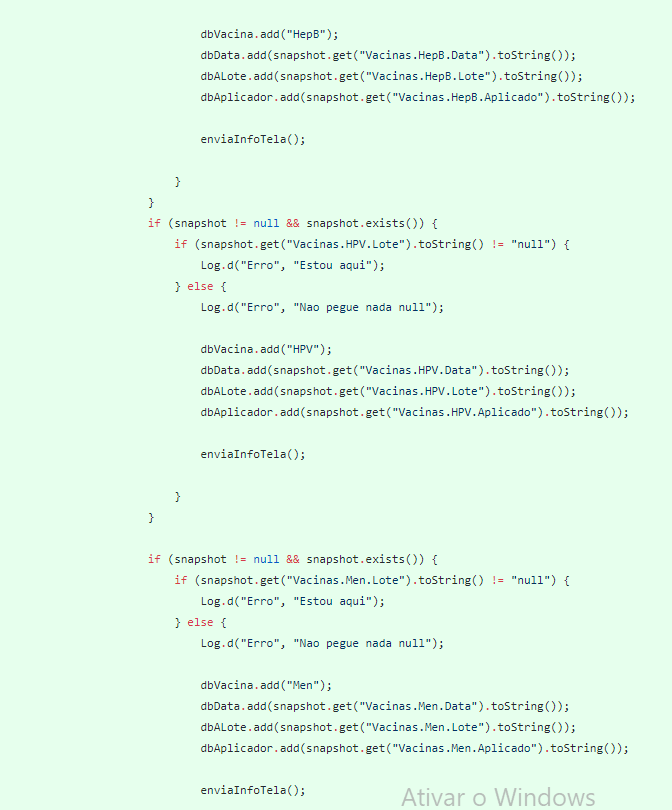 dbVacina.add("HepB");
dbData.add(snapshot.get("Vacinas.HepB.Data").toString());
dbALote.add(snapshot.get("Vacinas.HepB.Lote").toString());
dbAplicador.add(snapshot.get("Vacinas.HepB.Aplicado").toString());
enviaInfoTela();
}
}
if (snapshot != null && snapshot.exists()) {
if (snapshot.get("Vacinas.HPV.Lote").toString() != "null") {
Log.d("Erro", "Estou aqui");
} else {
Log.d("Erro", "Nao pegue nada null");
dbVacina.add("HPV");
dbData.add(snapshot.get("Vacinas.HPV.Data").toString());
dbALote.add(snapshot.get("Vacinas.HPV.Lote").toString());
dbAplicador.add(snapshot.get("Vacinas.HPV.Aplicado").toString());
enviaInfoTela();
}
}
if (snapshot != null && snapshot.exists()) {
if (snapshot.get("Vacinas.Men.Lote").toString() != "null") {
Log.d("Erro", "Estou aqui");
} else {
Log.d("Erro", "Nao pegue nada null");
dbVacina.add("Men");
dbData.add(snapshot.get("Vacinas.Men.Data").toString());
dbALote.add(snapshot.get("Vacinas.Men.Lote").toString());
dbAplicador.add(snapshot.get("Vacinas.Men.Aplicado").toString());
enviaInfoTela();
Ativar o Windows